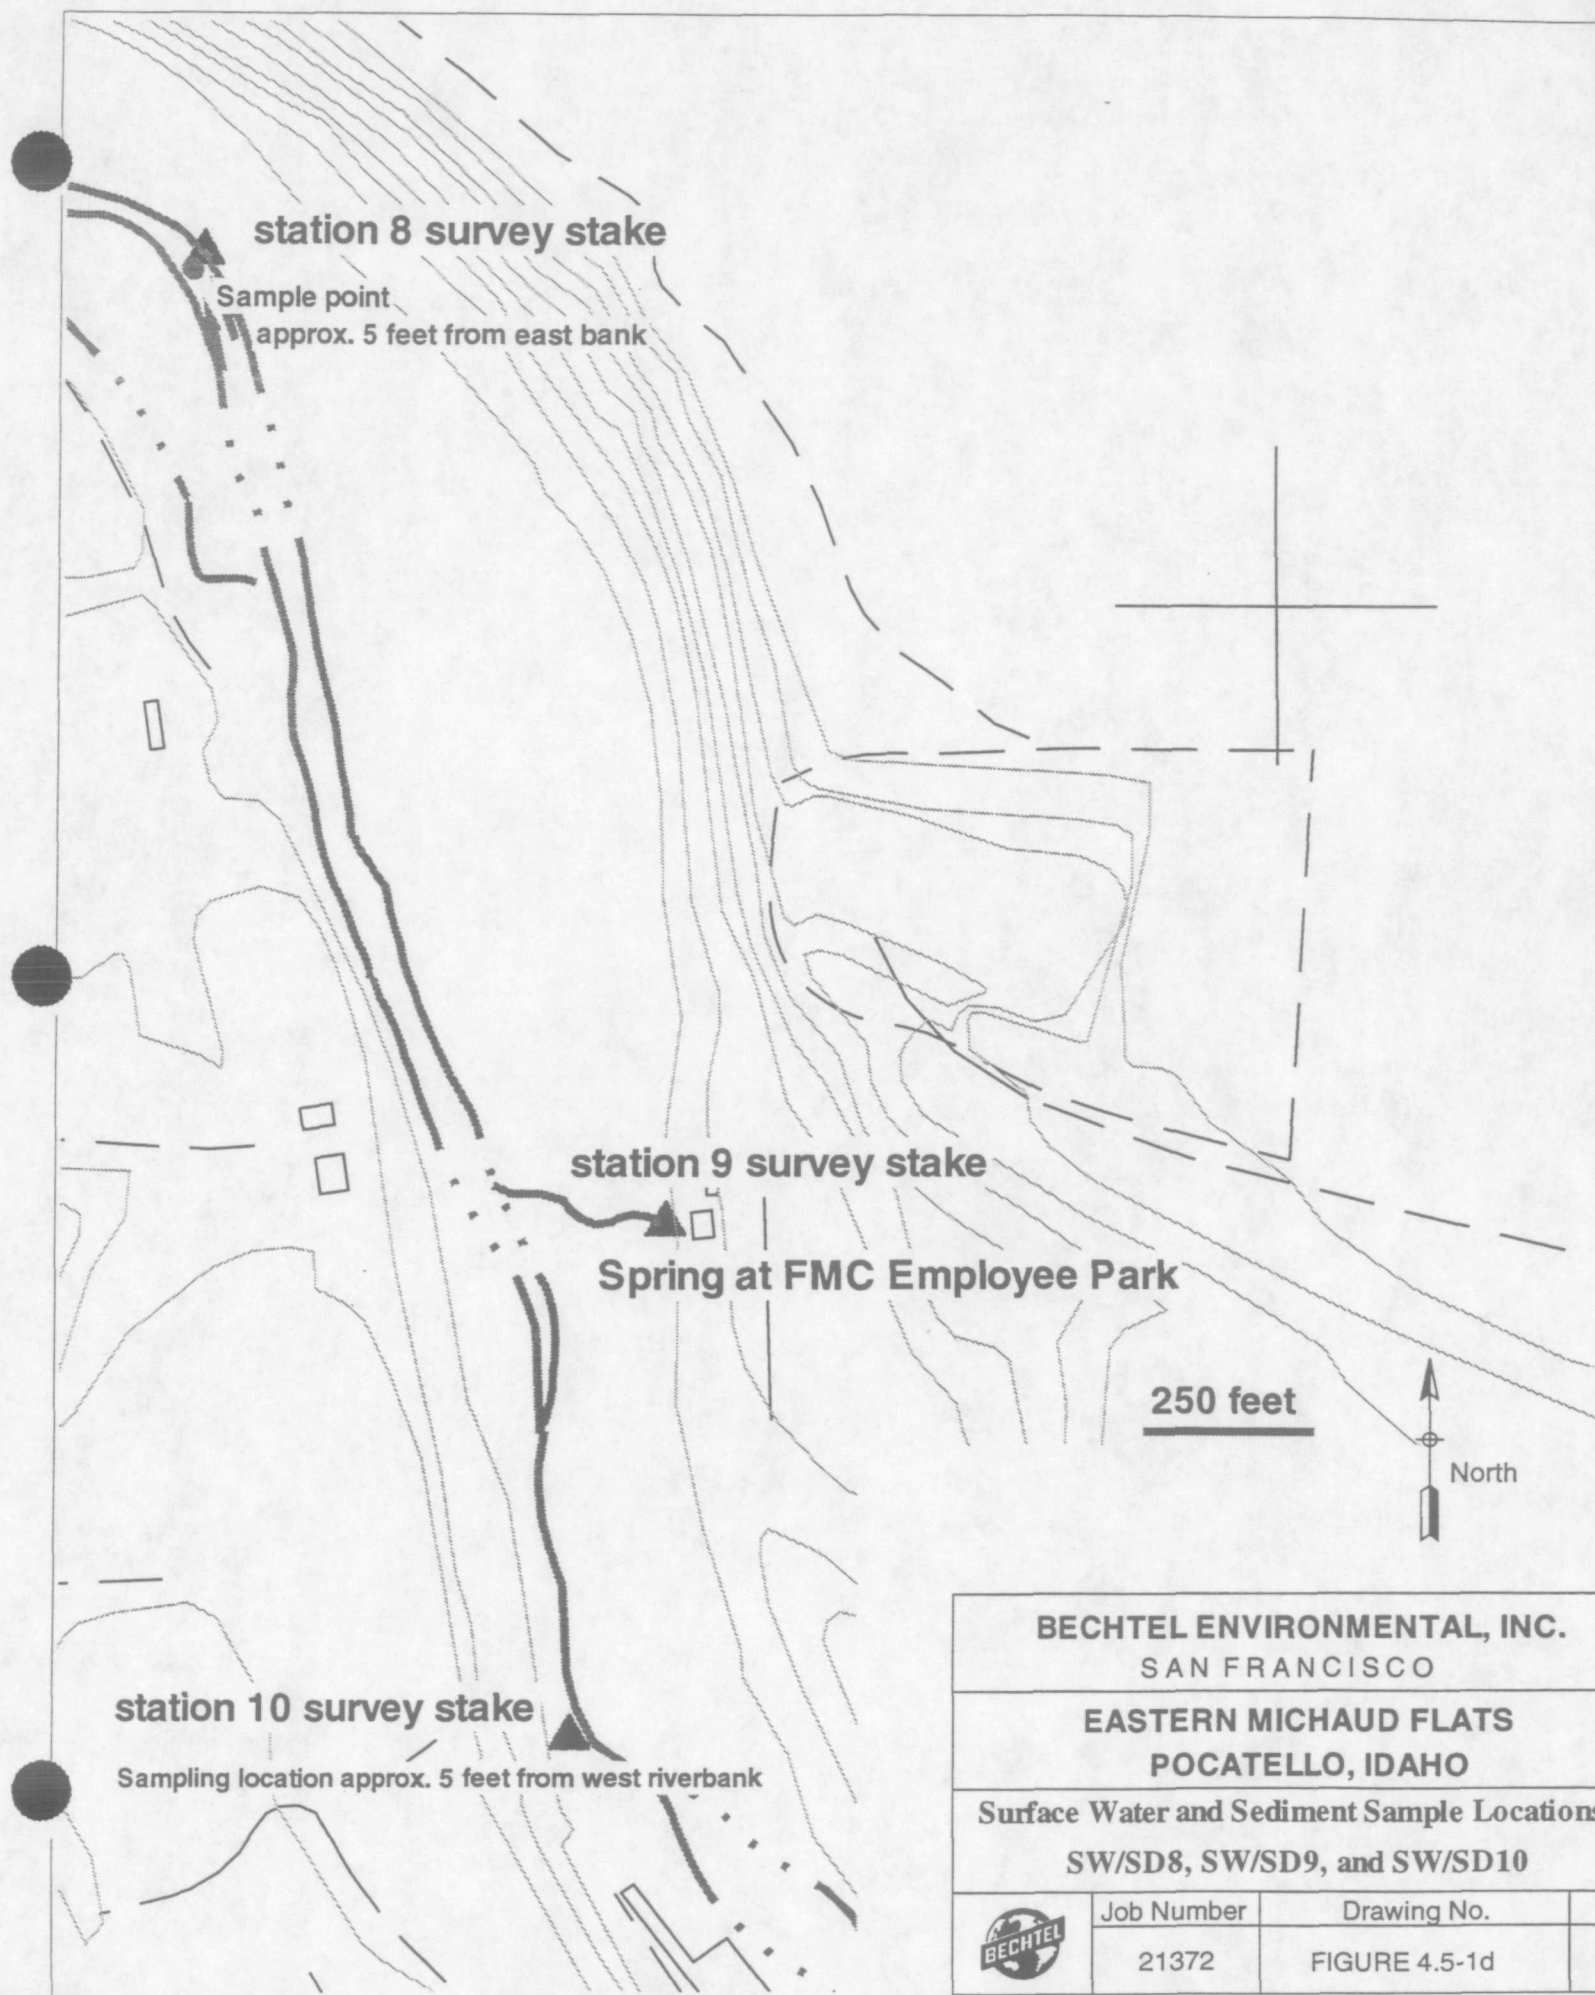 station 8 survey stake
Sample point
approx. 5 feet from east bank
station 9 survey stake
Spring at FMC Employee Park
250 feet
North
station 10 survey stake
Sampling location approx. 5 feet from west riverbank
BECHTEL ENVIRONMENTAL, INC.
SAN FRANCISCO
EASTERN MICHAUD FLATS
POCATELLO, IDAHO
Surface Water and Sediment Sample Locations
SW/SD8, SW/SD9, and SW/SD10
BECHTEL
Job Number
Drawing No.
21372
FIGURE 4.5-1d